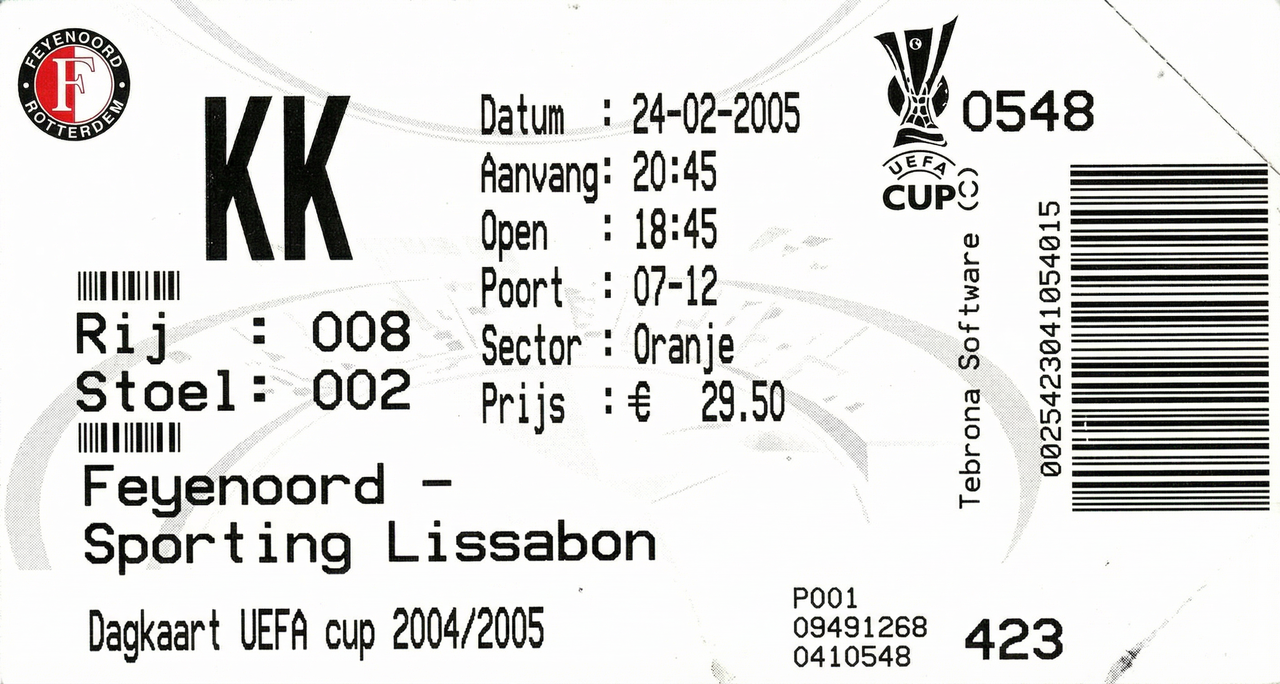 FEYENOORD
ROTTERDAM
KK
Rij : 008
Stoel: 002
Feyenoord -
Sporting Lissabon
Dagkaart UEFA cup 2004/2005
Datum : 24-02-2005
Aanvang: 20:45
Open : 18:45
Poort : 07-12
Sector : Oranje
Prijs : € 29.50
UEFA
CUP
0548
Tebrona Software (C)
00254230410540​15
P001
09491268
0410548
423